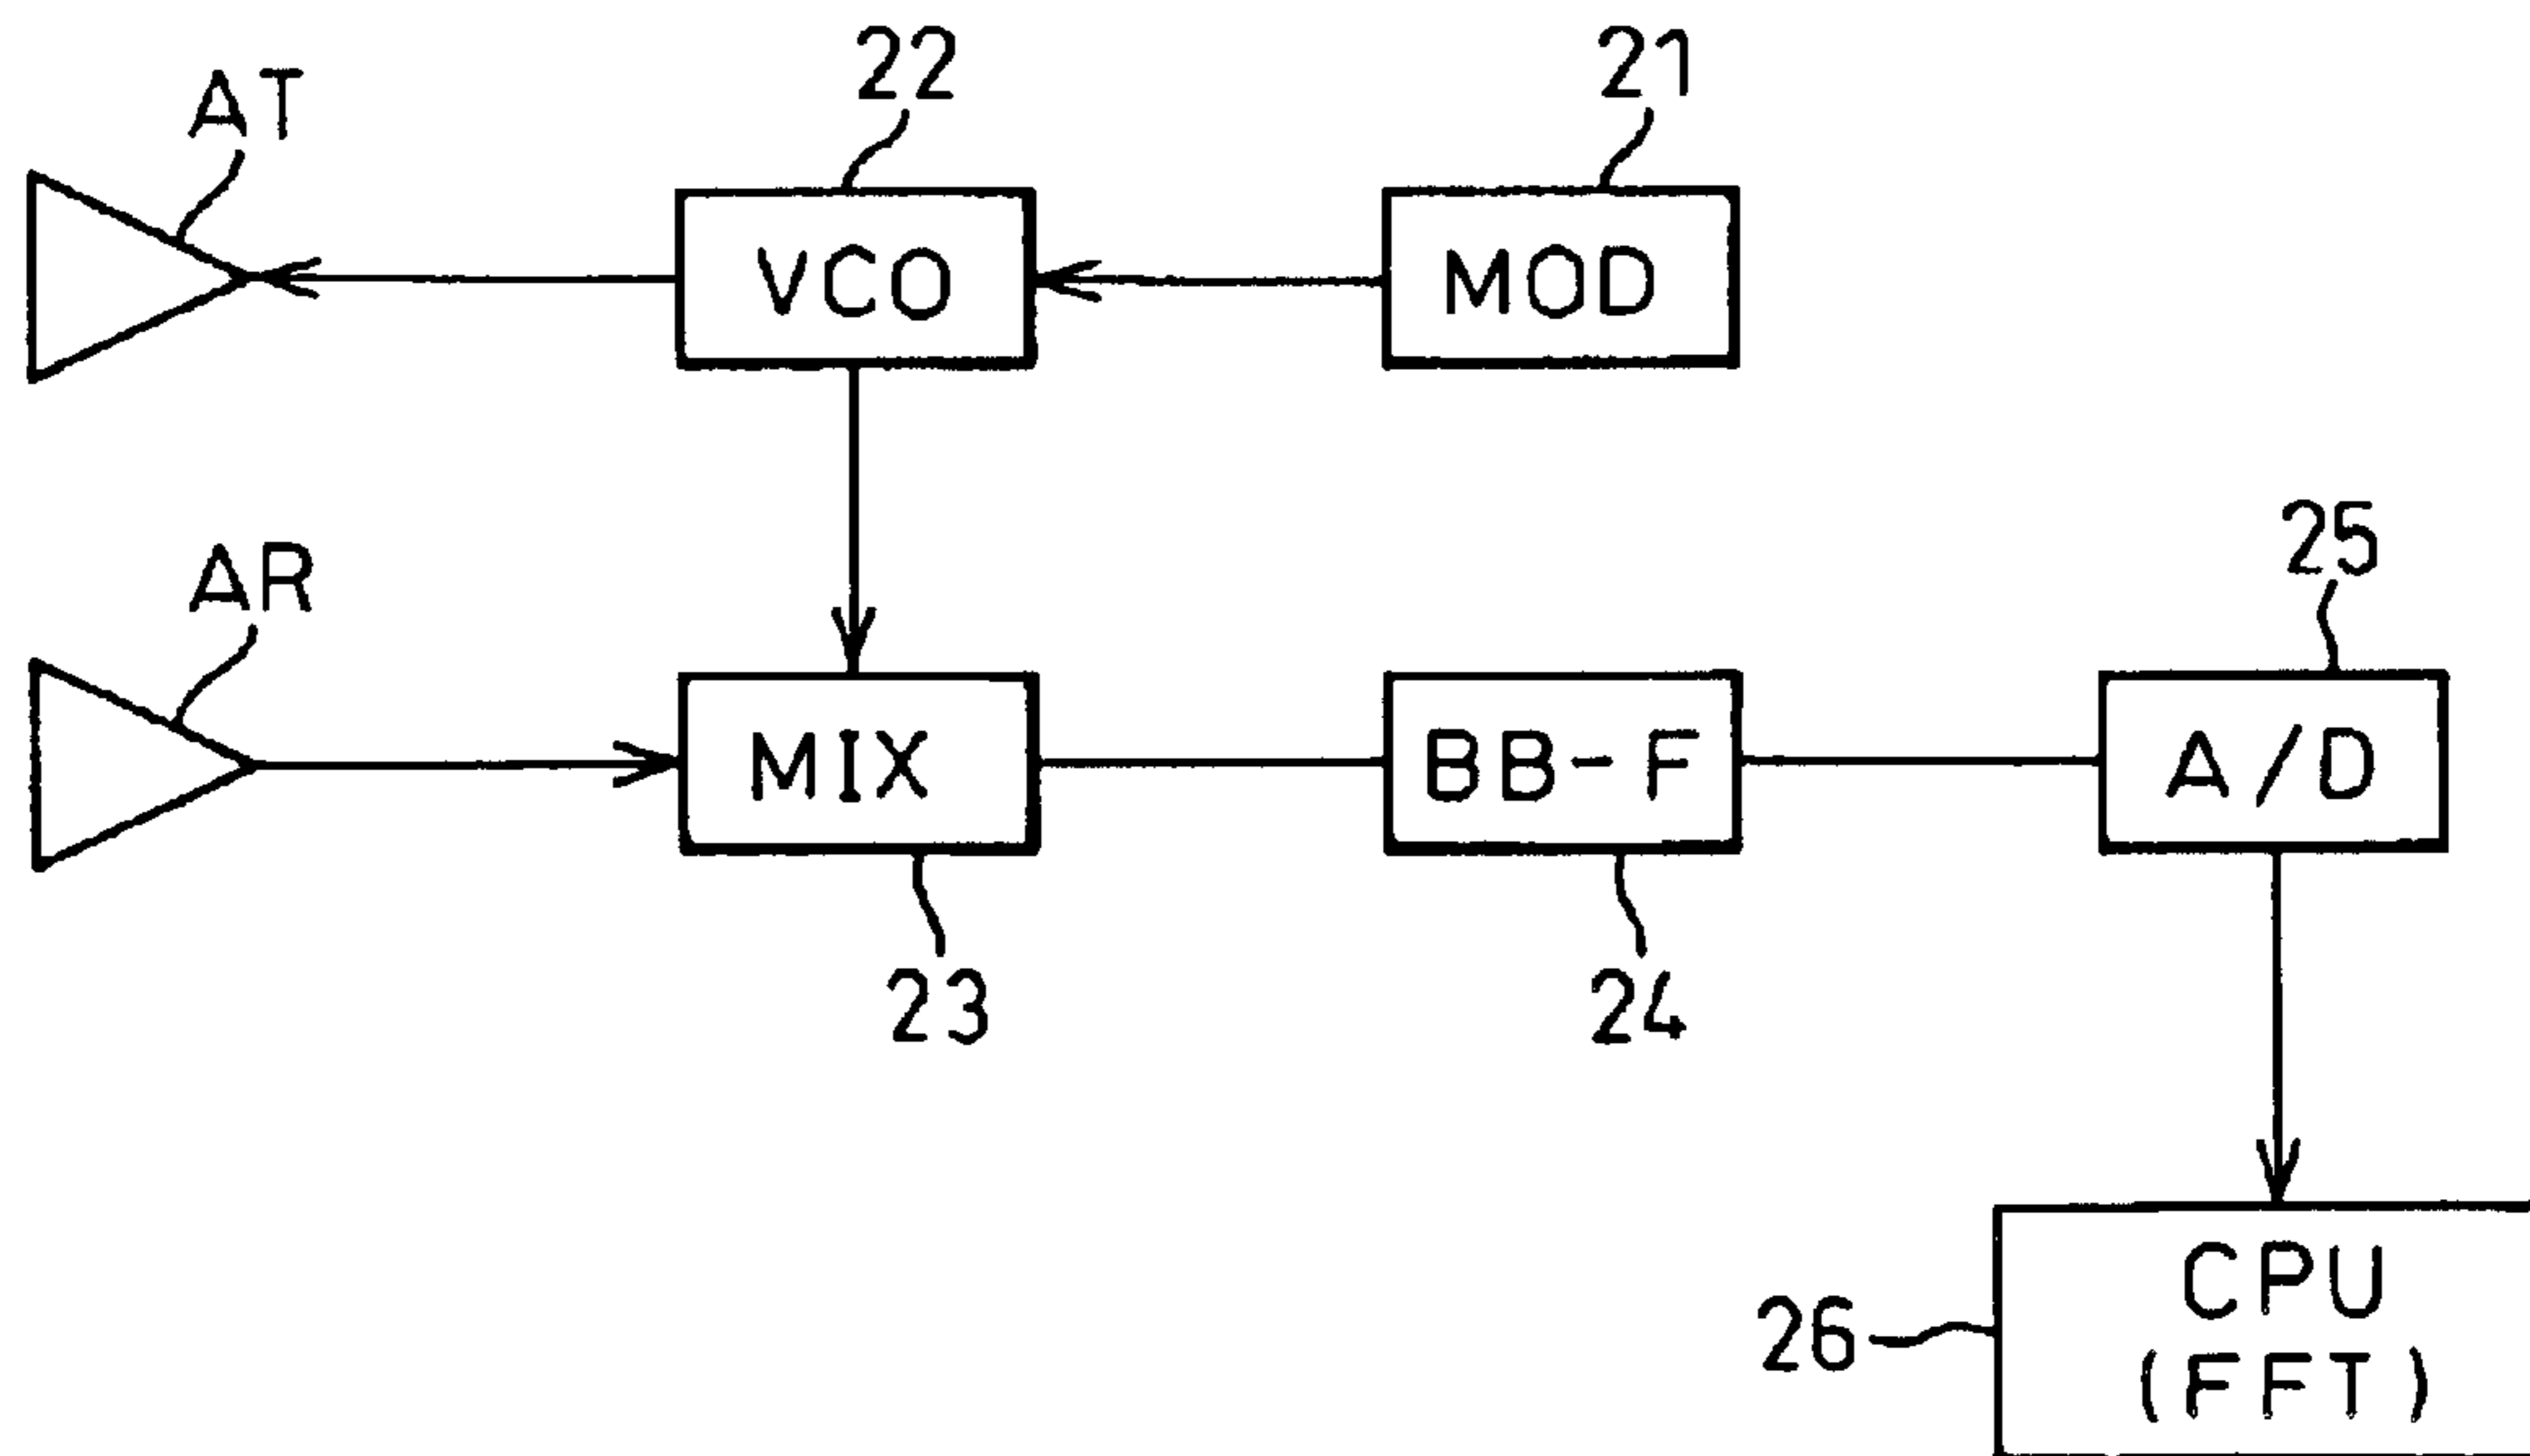 22
21
AT
VCO
MOD
25
AR
MIX
BB-F
A/D
23
24
CPU
26
(FFT)